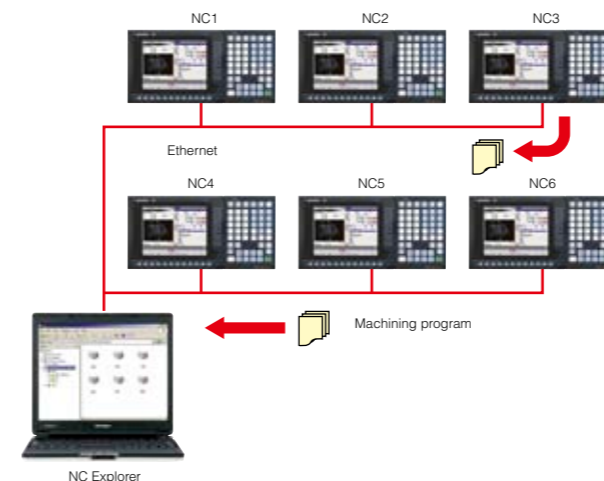 NC1
NC2
NC3
Ethernet
NC4
NC5
NC6
Machining program
NC Explorer